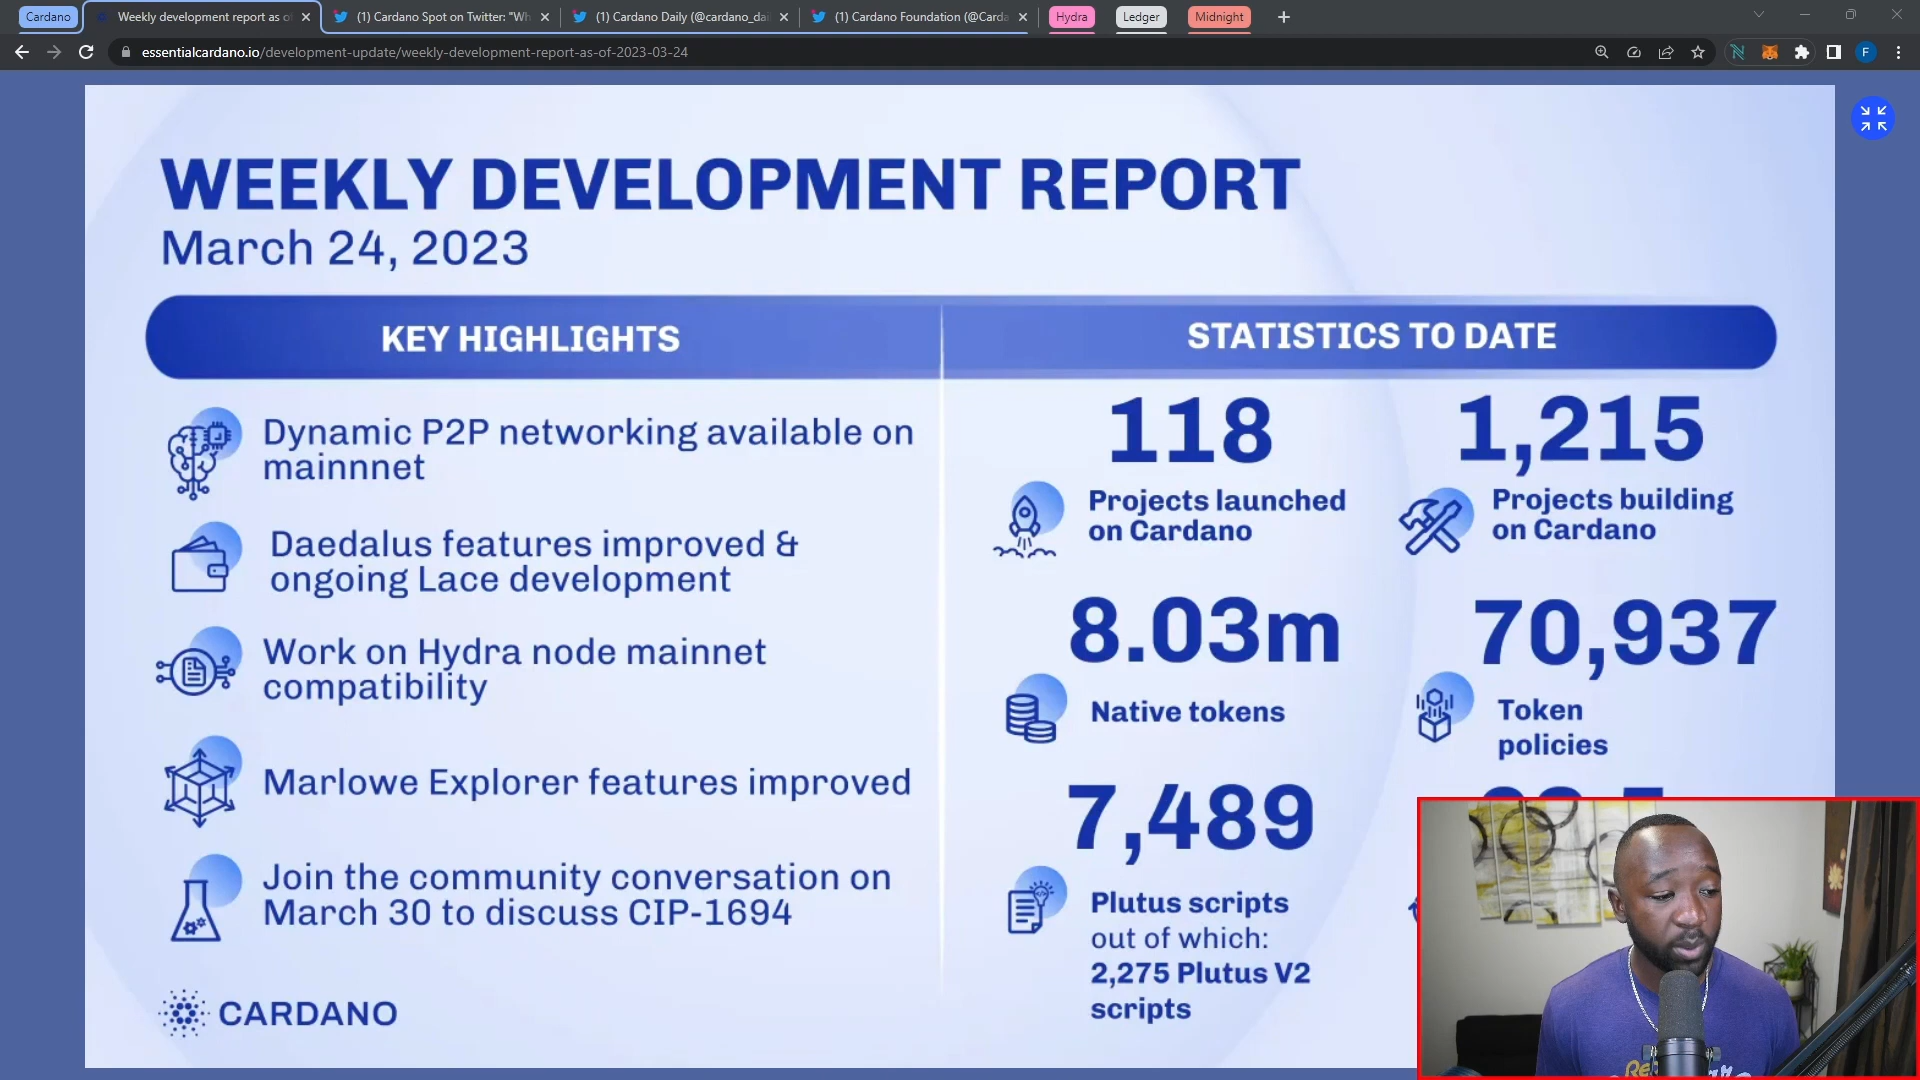 Cardano
Weekly development report as o
(1) Cardano Spot on Twitter: "Wh
(1) Cardano Daily (@cardano_dai
(1) Cardano Foundation (@Carda
Hydra
Ledger
Midnight
essentialcardano.io/development-update/weekly-development-report-as-of-2023-03-24
F
WEEKLY DEVELOPMENT REPORT
March 24, 2023
KEY HIGHLIGHTS
Dynamic P2P networking available on
mainnnet
Daedalus features improved &
ongoing Lace development
Work on Hydra node mainnet
compatibility
Marlowe Explorer features improved
Join the community conversation on
March 30 to discuss CIP-1694
CARDANO
STATISTICS TO DATE
118
Projects launched
on Cardano
1,215
Projects building
on Cardano
8.03m
Native tokens
70,937
Token
policies
7,489
Plutus scripts
out of which:
2,275 Plutus V2
scripts